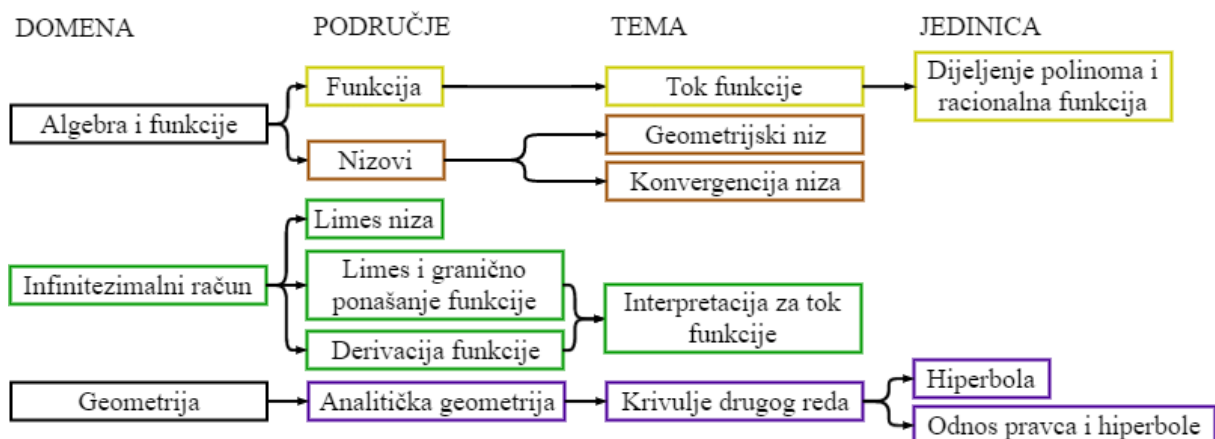 DOMENA
PODRUČJE
TEMA
JEDINICA
Algebra i funkcije
Funkcija
Tok funkcije
Dijeljenje polinoma i
racionalna funkcija
Nizovi
Geometrijski niz
Konvergencija niza
Infinitezimalni račun
Limes niza
Limes i granično
ponašanje funkcije
Derivacija funkcije
Interpretacija za tok
funkcije
Geometrija
Analitička geometrija
Krivulje drugog reda
Hiperbola
Odnos pravca i hiperbole